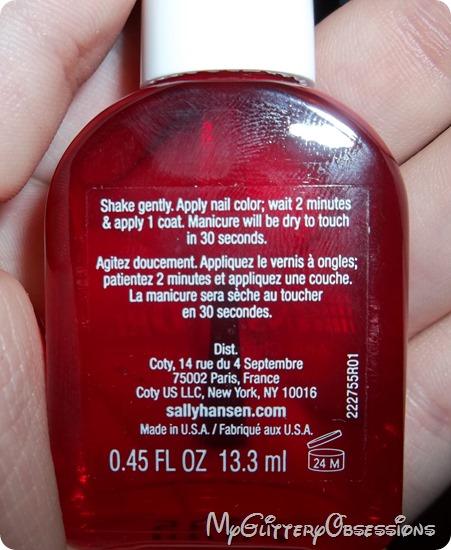 Shake gently. Apply nail color; wait 2 minutes
& apply 1 coat. Manicure will be dry to touch
in 30 seconds.
Agitez doucement. Appliquez le vernis à ongles;
patientez 2 minutes et appliquez une couche.
La manicure sera sèche au toucher
en 30 secondes.
Dist.
Coty, 14 rue du 4 Septembre
75002 Paris, France
Coty US LLC, New York, NY 10016
sallyhansen.com
Made in U.S.A. / Fabriqué aux U.S.A.
222755R01
0.45 FL OZ 13.3 ml
24 M
MyGlitteryObsessions